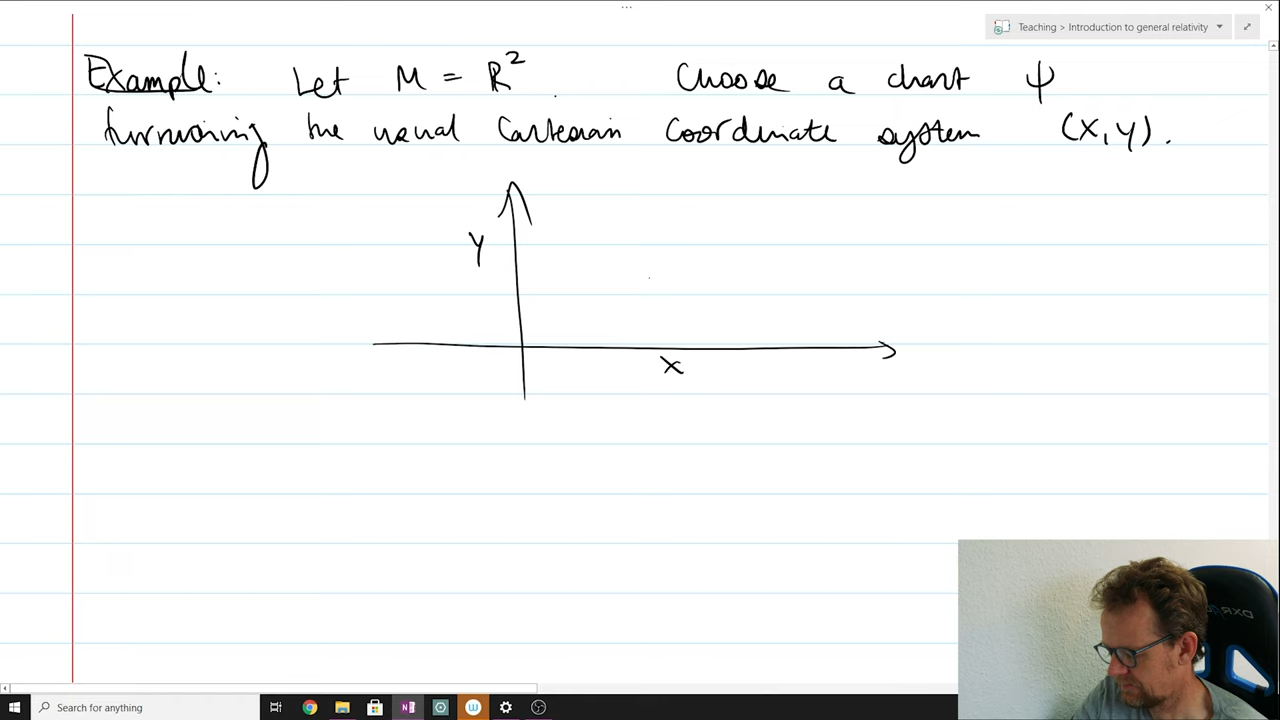 Teaching > Introduction to general relativity
Example: Let M = R² . Choose a chart ψ
furnishing the usual Cartesian coordinate system (x, y).
y
x
Search for anything
DXR